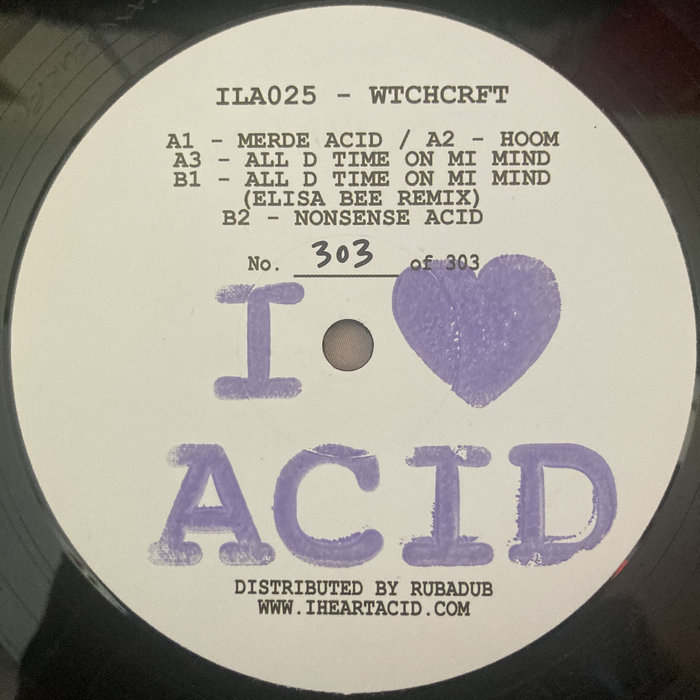 ILA025 - WTCHCRFT
A1 - MERDE ACID / A2 - HOOM
A3 - ALL D TIME ON MI MIND
B1 - ALL D TIME ON MI MIND
(ELISA BEE REMIX)
B2 - NONSENSE ACID
No. 303 of 303
I ♥
ACID
DISTRIBUTED BY RUBADUB
WWW.IHEARTACID.COM